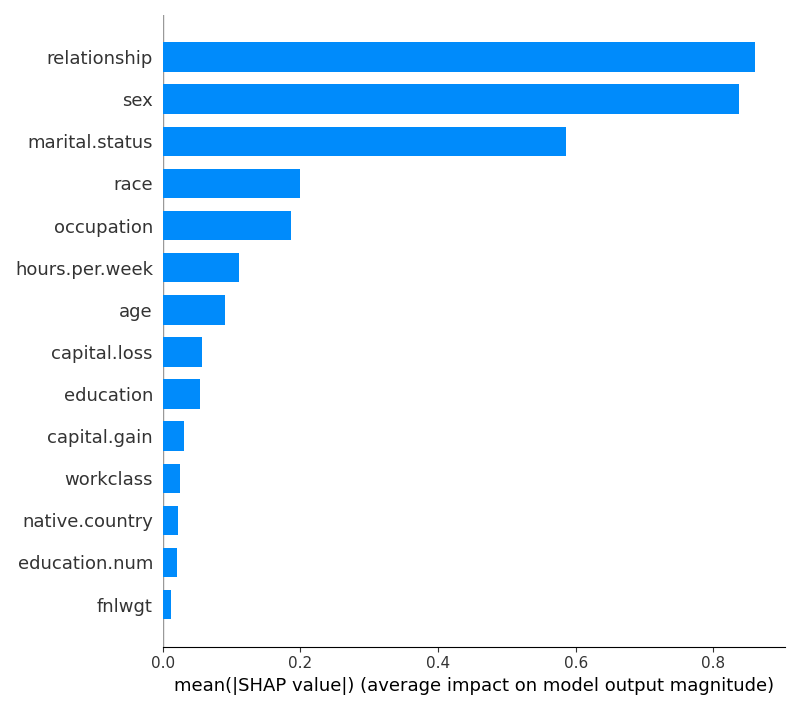 relationship
sex
marital.status
race
occupation
hours.per.week
age
capital.loss
education
capital.gain
workclass
native.country
education.num
fnlwgt
0.0 0.2 0.4 0.6 0.8
mean(|SHAP value|) (average impact on model output magnitude)